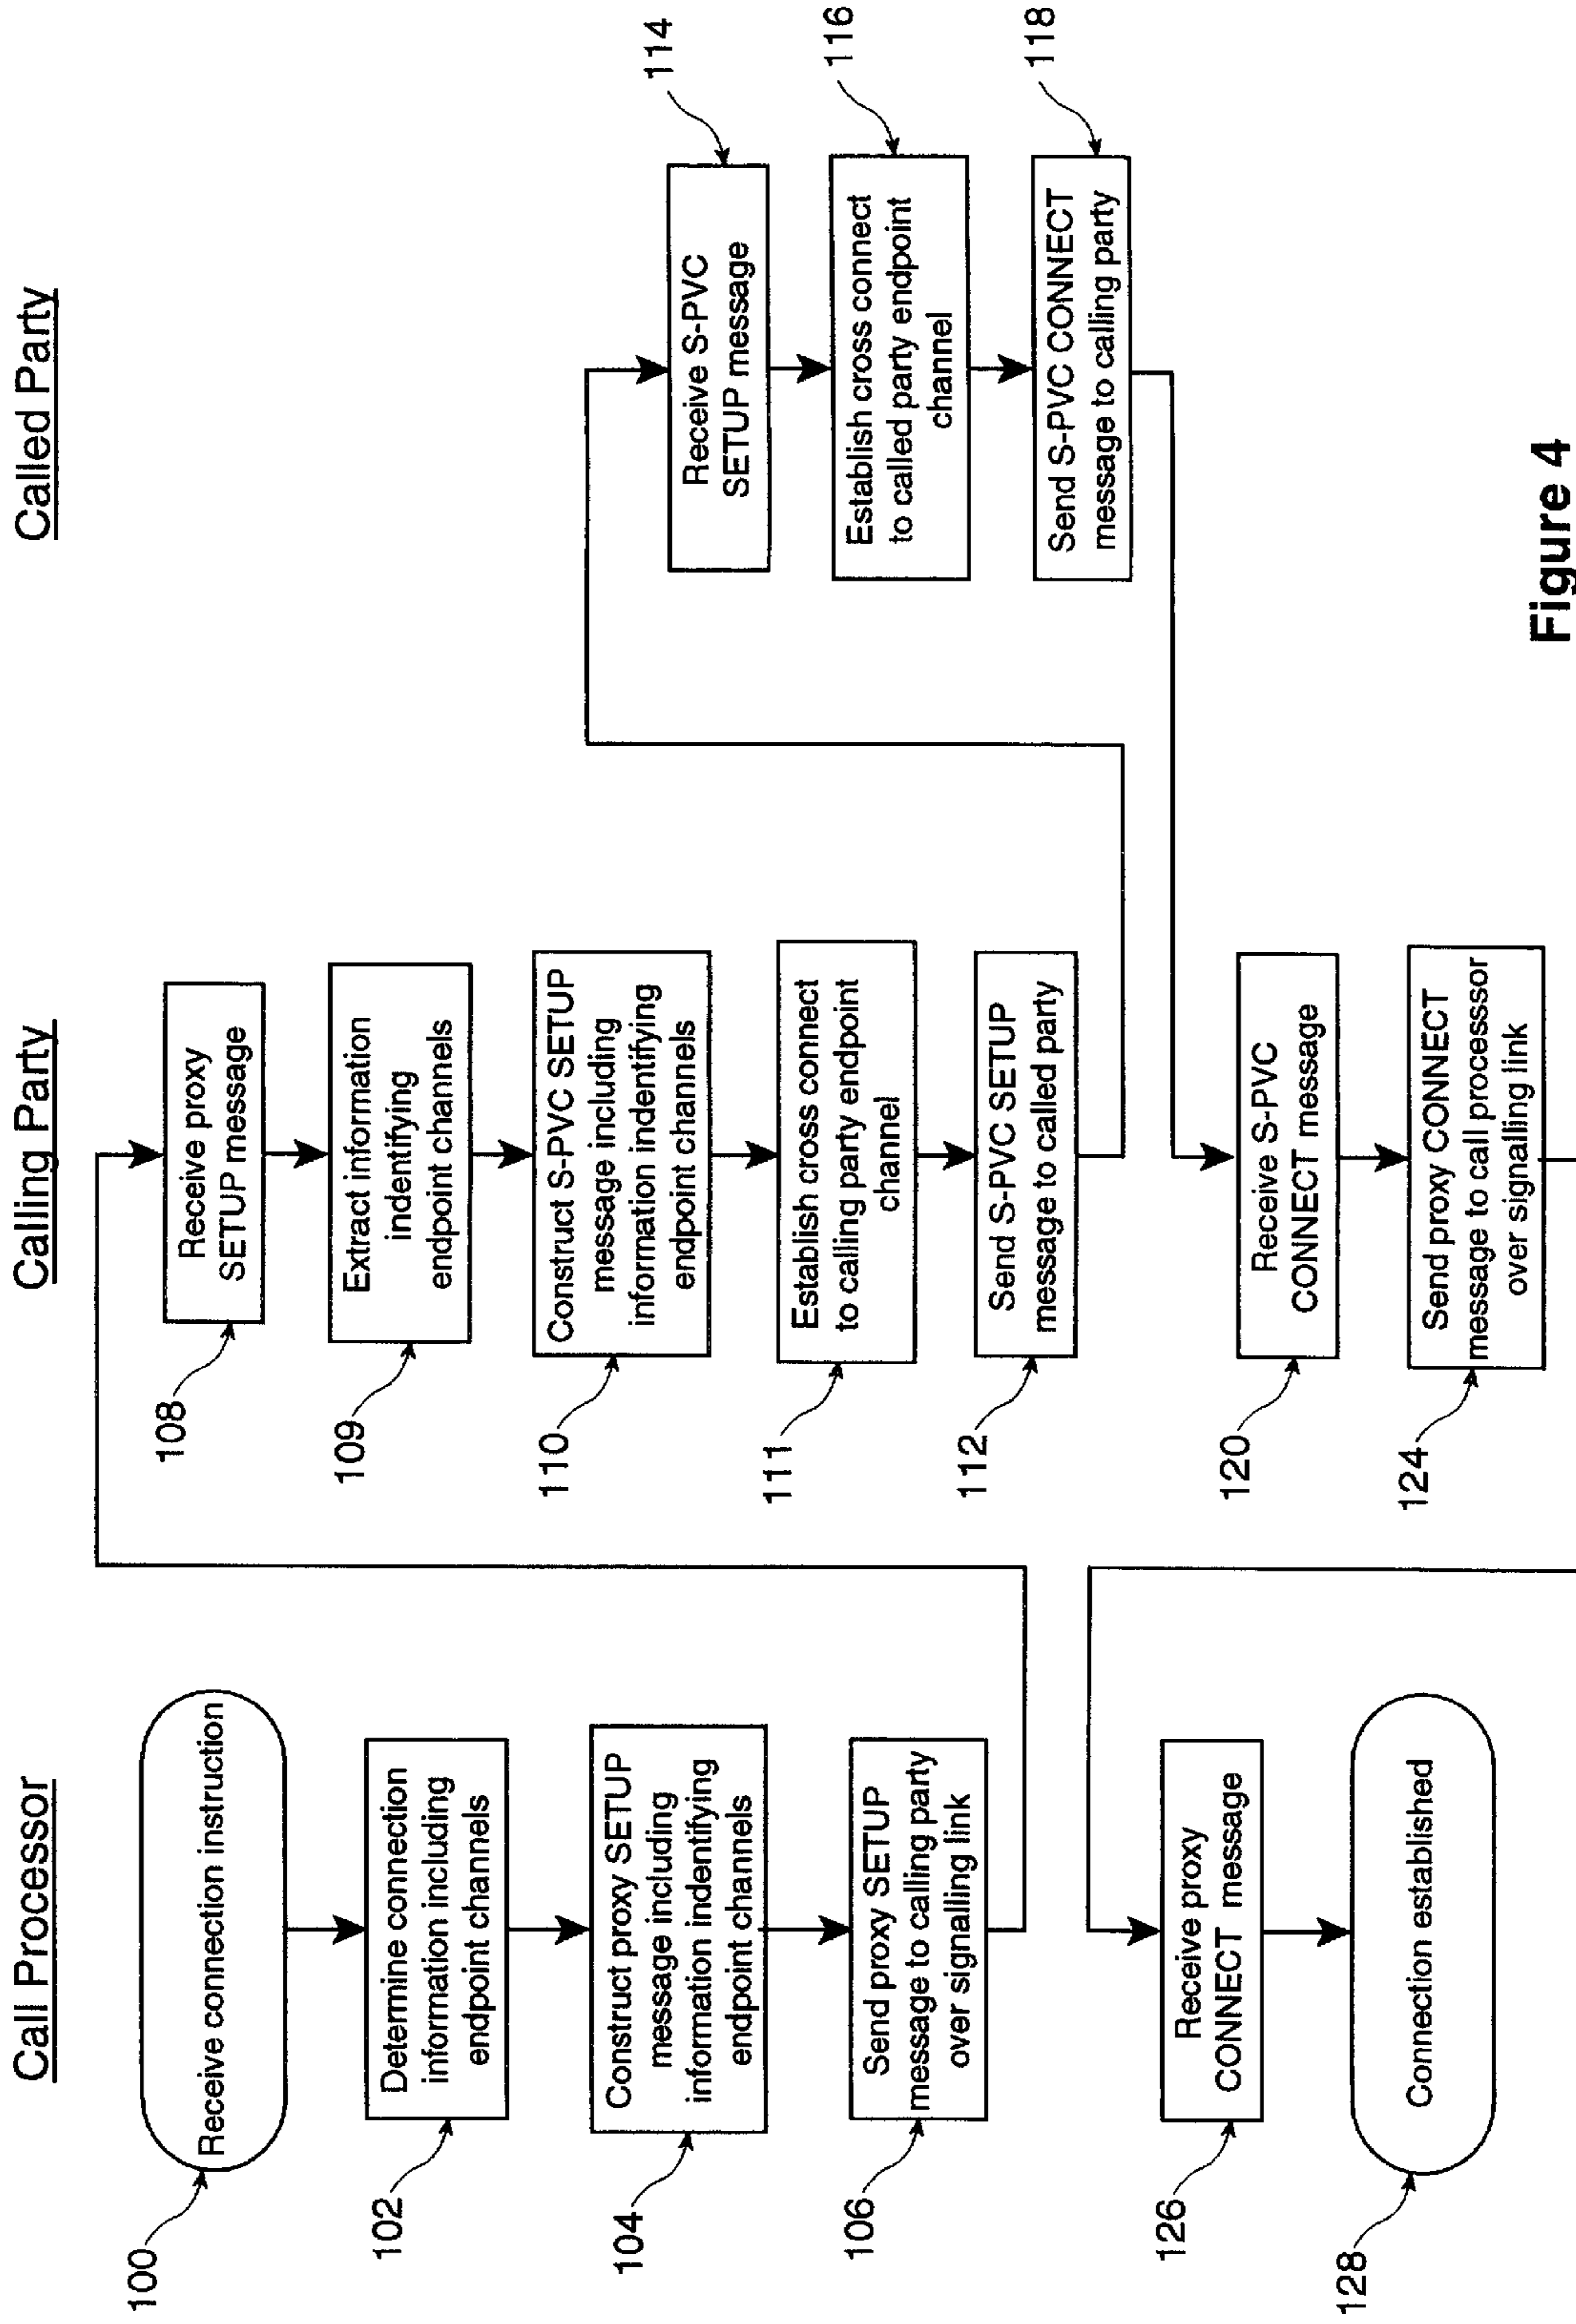 Call Processor
Calling Party
Called Party
100
Receive connection instruction
102
Determine connection
information including
endpoint channels
104
Construct proxy SETUP
message including
information indentifying
endpoint channels
106
Send proxy SETUP
message to calling party
over signalling link
108
Receive proxy
SETUP message
109
Extract information
indentifying
endpoint channels
110
Construct S-PVC SETUP
message including
information indentifying
endpoint channels
111
Establish cross connect
to calling party endpoint
channel
112
Send S-PVC SETUP
message to called party
114
Receive S-PVC
SETUP message
116
Establish cross connect
to called party endpoint
channel
118
Send S-PVC CONNECT
message to calling party
120
Receive S-PVC
CONNECT message
124
Send proxy CONNECT
message to call processor
over signalling link
126
Receive proxy
CONNECT message
128
Connection established
Figure 4